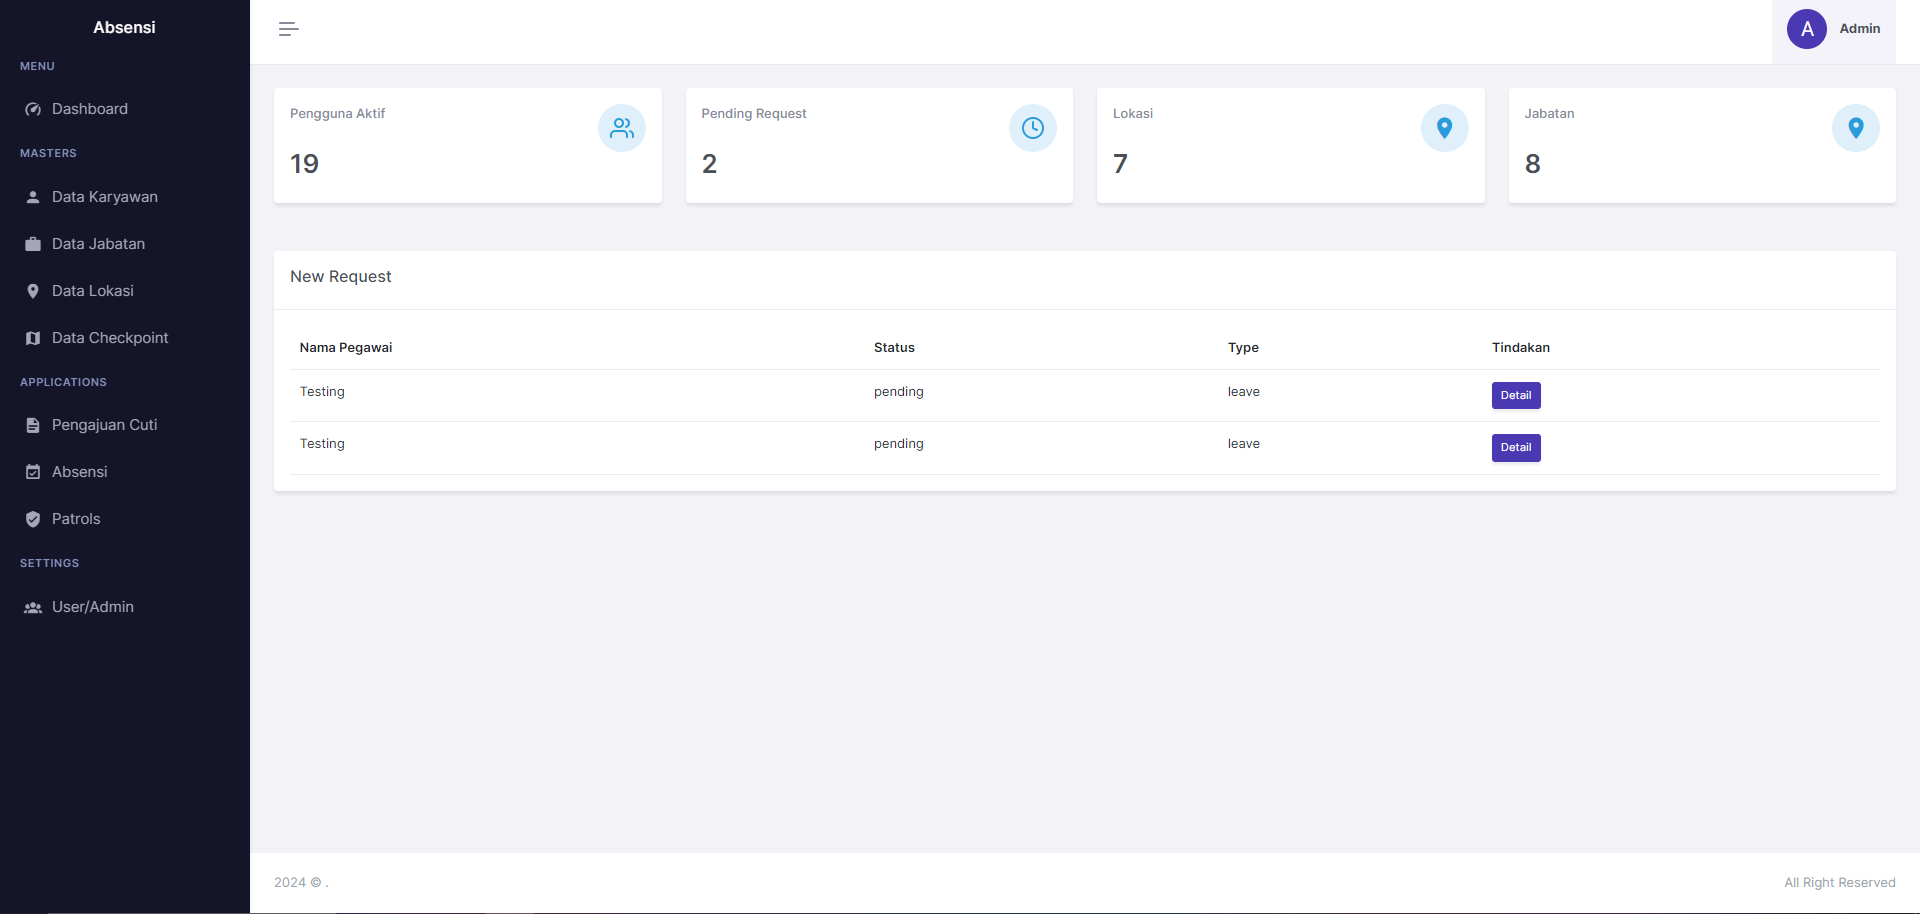 Absensi
MENU
Dashboard
MASTERS
Data Karyawan
Data Jabatan
Data Lokasi
Data Checkpoint
APPLICATIONS
Pengajuan Cuti
Absensi
Patrols
SETTINGS
User/Admin
A Admin
Pengguna Aktif
19
Pending Request
2
Lokasi
7
Jabatan
8
New Request
Nama Pegawai Status Type Tindakan
Testing pending leave Detail
Testing pending leave Detail
2024 © . All Right Reserved